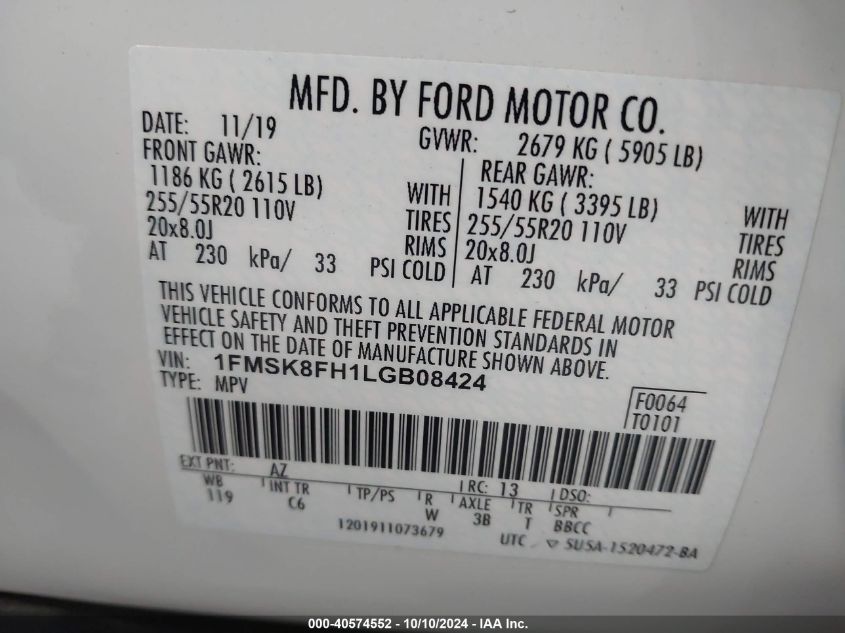 MFD. BY FORD MOTOR CO.
DATE: 11/19 GVWR: 2679 KG ( 5905 LB)
FRONT GAWR: REAR GAWR:
1186 KG ( 2615 LB) WITH 1540 KG ( 3395 LB) WITH
255/55R20 110V TIRES 255/55R20 110V TIRES
20x8.0J RIMS 20x8.0J RIMS
AT 230 kPa/ 33 PSI COLD AT 230 kPa/ 33 PSI COLD
THIS VEHICLE CONFORMS TO ALL APPLICABLE FEDERAL MOTOR
VEHICLE SAFETY AND THEFT PREVENTION STANDARDS IN
EFFECT ON THE DATE OF MANUFACTURE SHOWN ABOVE.
VIN: 1FMSK8FH1LGB08424
TYPE: MPV
F0064
T0101
EXT PNT: AZ RC: 13 DSO:
WB INT TR TP/PS R AXLE TR SPR
119 C6 W 3B T BBCC
1201911073679
UTC ▽ SU5A-1520472-BA
000-40574552 - 10/10/2024 - IAA Inc.